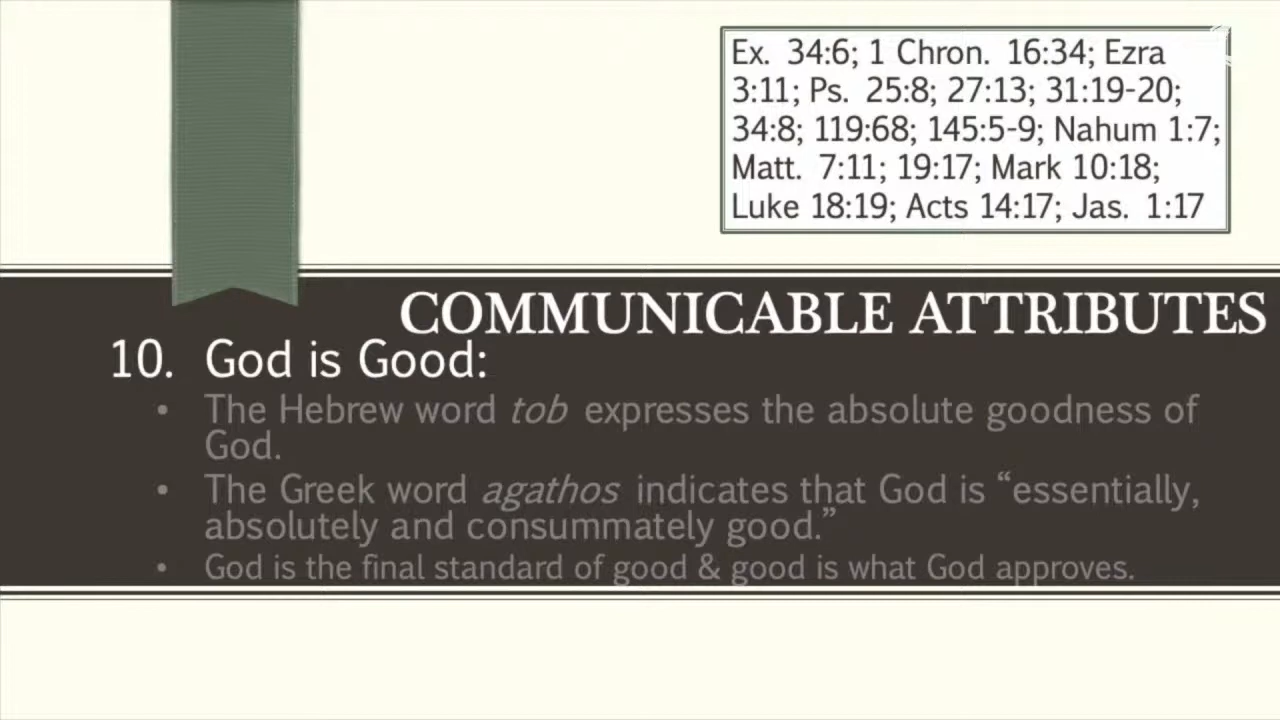 Ex. 34:6; 1 Chron. 16:34; Ezra
3:11; Ps. 25:8; 27:13; 31:19-20;
34:8; 119:68; 145:5-9; Nahum 1:7;
Matt. 7:11; 19:17; Mark 10:18;
Luke 18:19; Acts 14:17; Jas. 1:17
COMMUNICABLE ATTRIBUTES
10. God is Good:
• The Hebrew word tob expresses the absolute goodness of
God.
• The Greek word agathos indicates that God is “essentially,
absolutely and consummately good.”
• God is the final standard of good & good is what God approves.